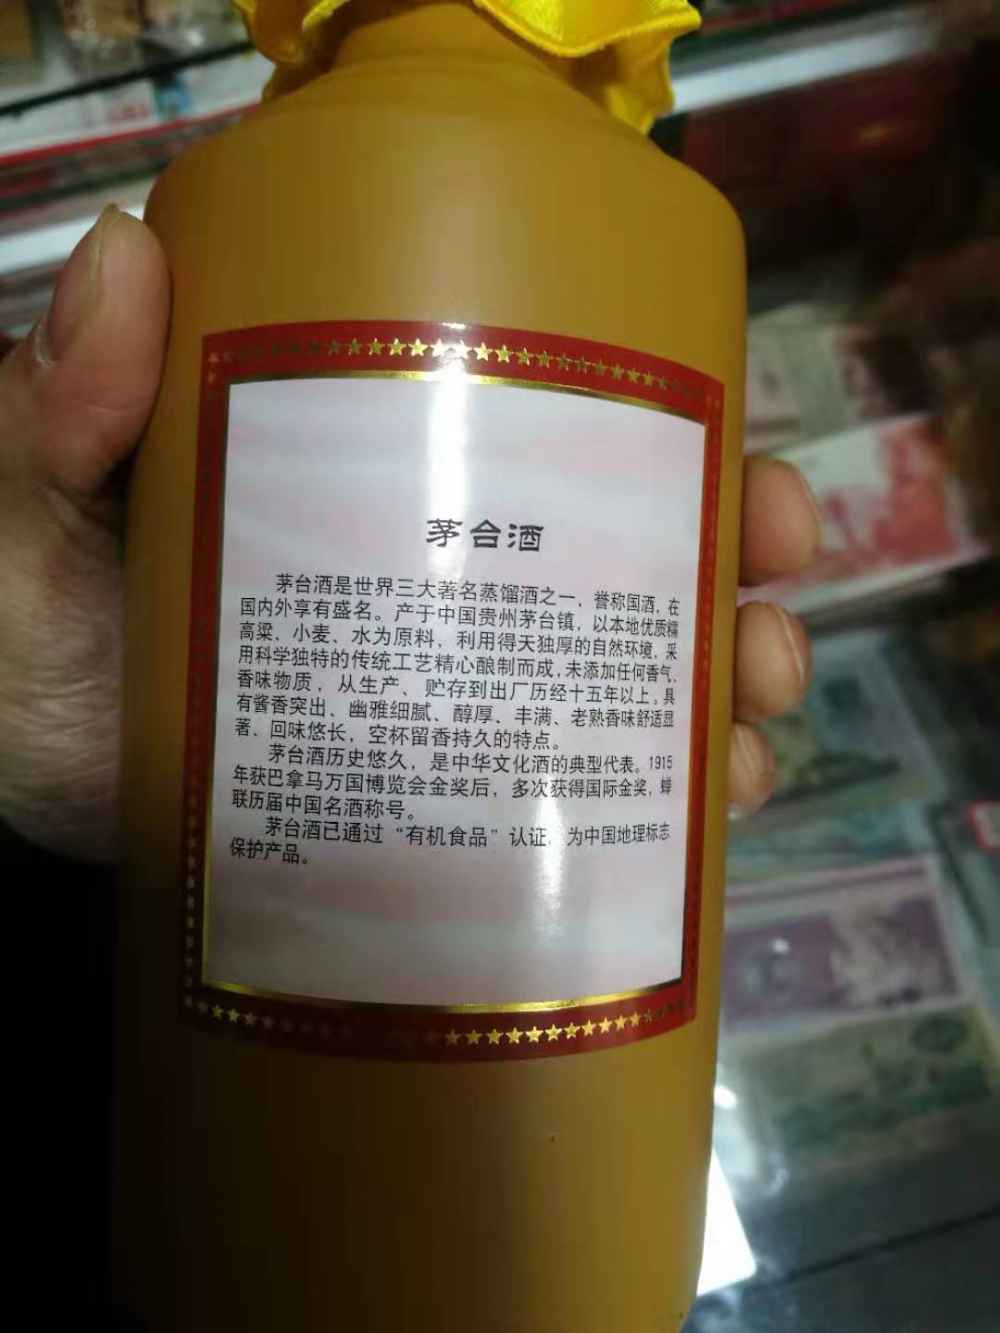 茅台酒
茅台酒是世界三大著名蒸馏酒之一，誉称国酒，在
国内外享有盛名。产于中国贵州茅台镇，以本地优质糯
高粱、小麦、水为原料，利用得天独厚的自然环境，采
用科学独特的传统工艺精心酿制而成，未添加任何香气、
香味物质，从生产、贮存到出厂历经十五年以上。具
有酱香突出、幽雅细腻、醇厚、丰满、老熟香味舒适显
著、回味悠长，空杯留香持久的特点。
茅台酒历史悠久，是中华文化酒的典型代表。1915
年获巴拿马万国博览会金奖后，多次获得国际金奖，蝉
联历届中国名酒称号。
茅台酒已通过“有机食品”认证，为中国地理标志
保护产品。